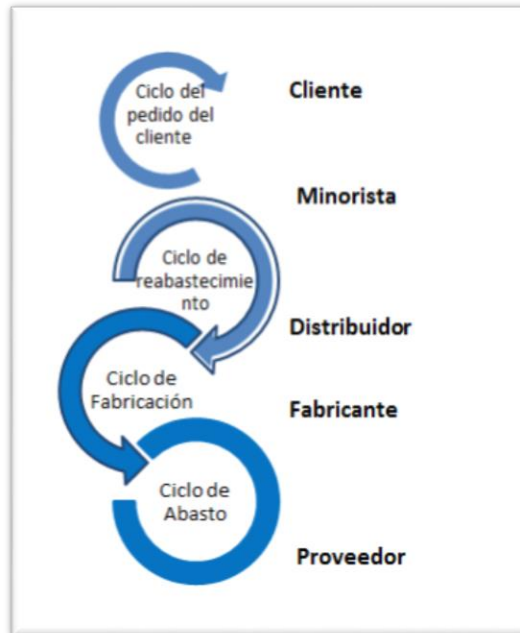 Ciclo del
pedido del
cliente
Cliente
Minorista
Ciclo de
reabastecimie
nto
Distribuidor
Ciclo de
Fabricación
Fabricante
Ciclo de
Abasto
Proveedor